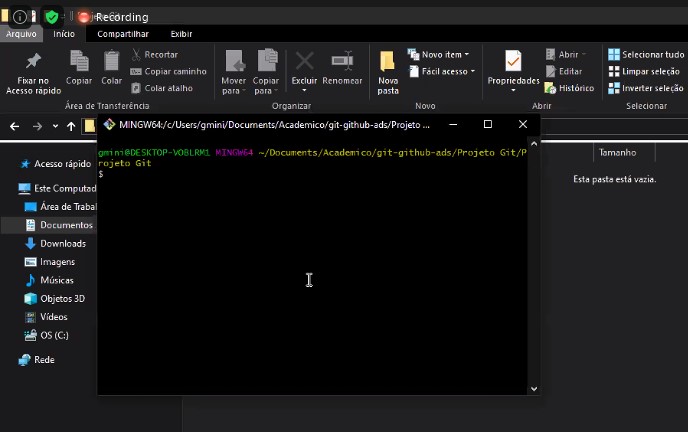 Recording
Arquivo Início Compartilhar Exibir
Fixar no Acesso rápido
Copiar
Colar
Recortar
Copiar caminho
Colar atalho
Área de Transferência
Mover para
Copiar para
Excluir
Renomear
Organizar
Nova pasta
Novo item
Fácil acesso
Novo
Propriedades
Abrir
Editar
Histórico
Abrir
Selecionar tudo
Limpar seleção
Inverter seleção
Selecionar
MINGW64:/c/Users/gmini/Documents/Academico/git-github-ads/Projeto ...
gmini@DESKTOP-VOBLRM1 MINGW64 ~/Documents/Academico/git-github-ads/Projeto Git/P
rojeto Git
$
Tamanho
Esta pasta está vazia.
Acesso rápido
Este Computad
Área de Trabal
Documentos
Downloads
Imagens
Músicas
Objetos 3D
Vídeos
OS (C:)
Rede